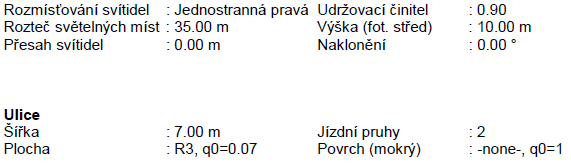 Rozmísťování svítidel : Jednostranná pravá Udržovací činitel : 0.90
Rozteč světelných míst : 35.00 m Výška (fot. střed) : 10.00 m
Přesah svítidel : 0.00 m Naklonění : 0.00 °
Ulice
Šířka : 7.00 m Jízdní pruhy : 2
Plocha : R3, q0=0.07 Povrch (mokrý) : -none-, q0=1